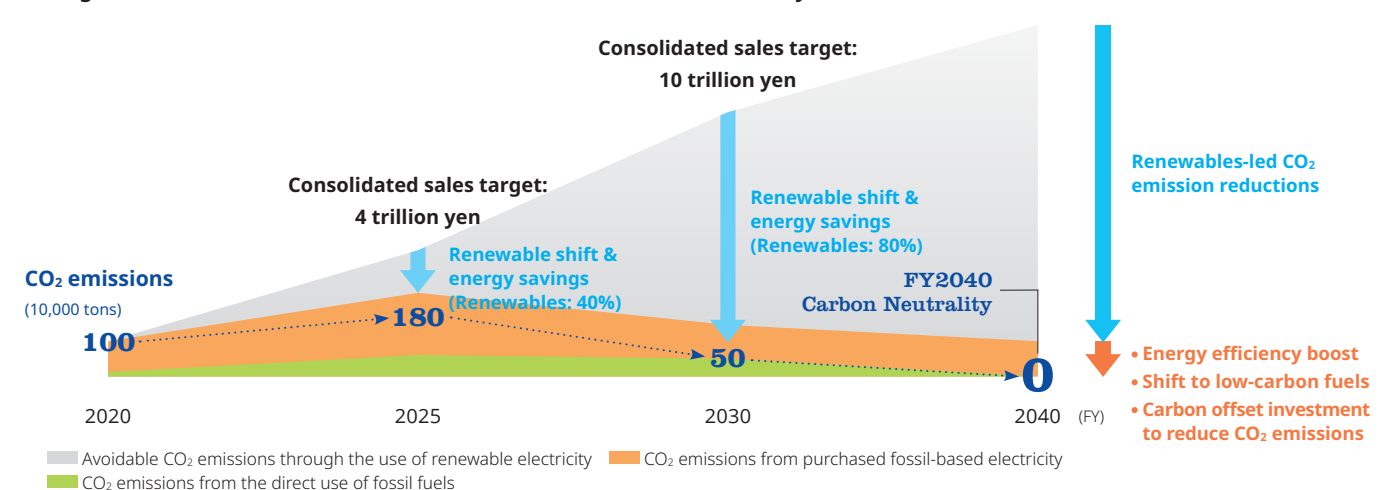 Consolidated sales target:
10 trillion yen
Consolidated sales target:
4 trillion yen
Renewables-led CO₂
emission reductions
Renewable shift &
energy savings
(Renewables: 80%)
Renewable shift &
energy savings
(Renewables: 40%)
CO₂ emissions
(10,000 tons)
FY2040
Carbon Neutrality
100
180
50
0
• Energy efficiency boost
• Shift to low-carbon fuels
• Carbon offset investment
to reduce CO₂ emissions
2020 2025 2030 2040 (FY)
Avoidable CO₂ emissions through the use of renewable electricity CO₂ emissions from purchased fossil-based electricity
CO₂ emissions from the direct use of fossil fuels